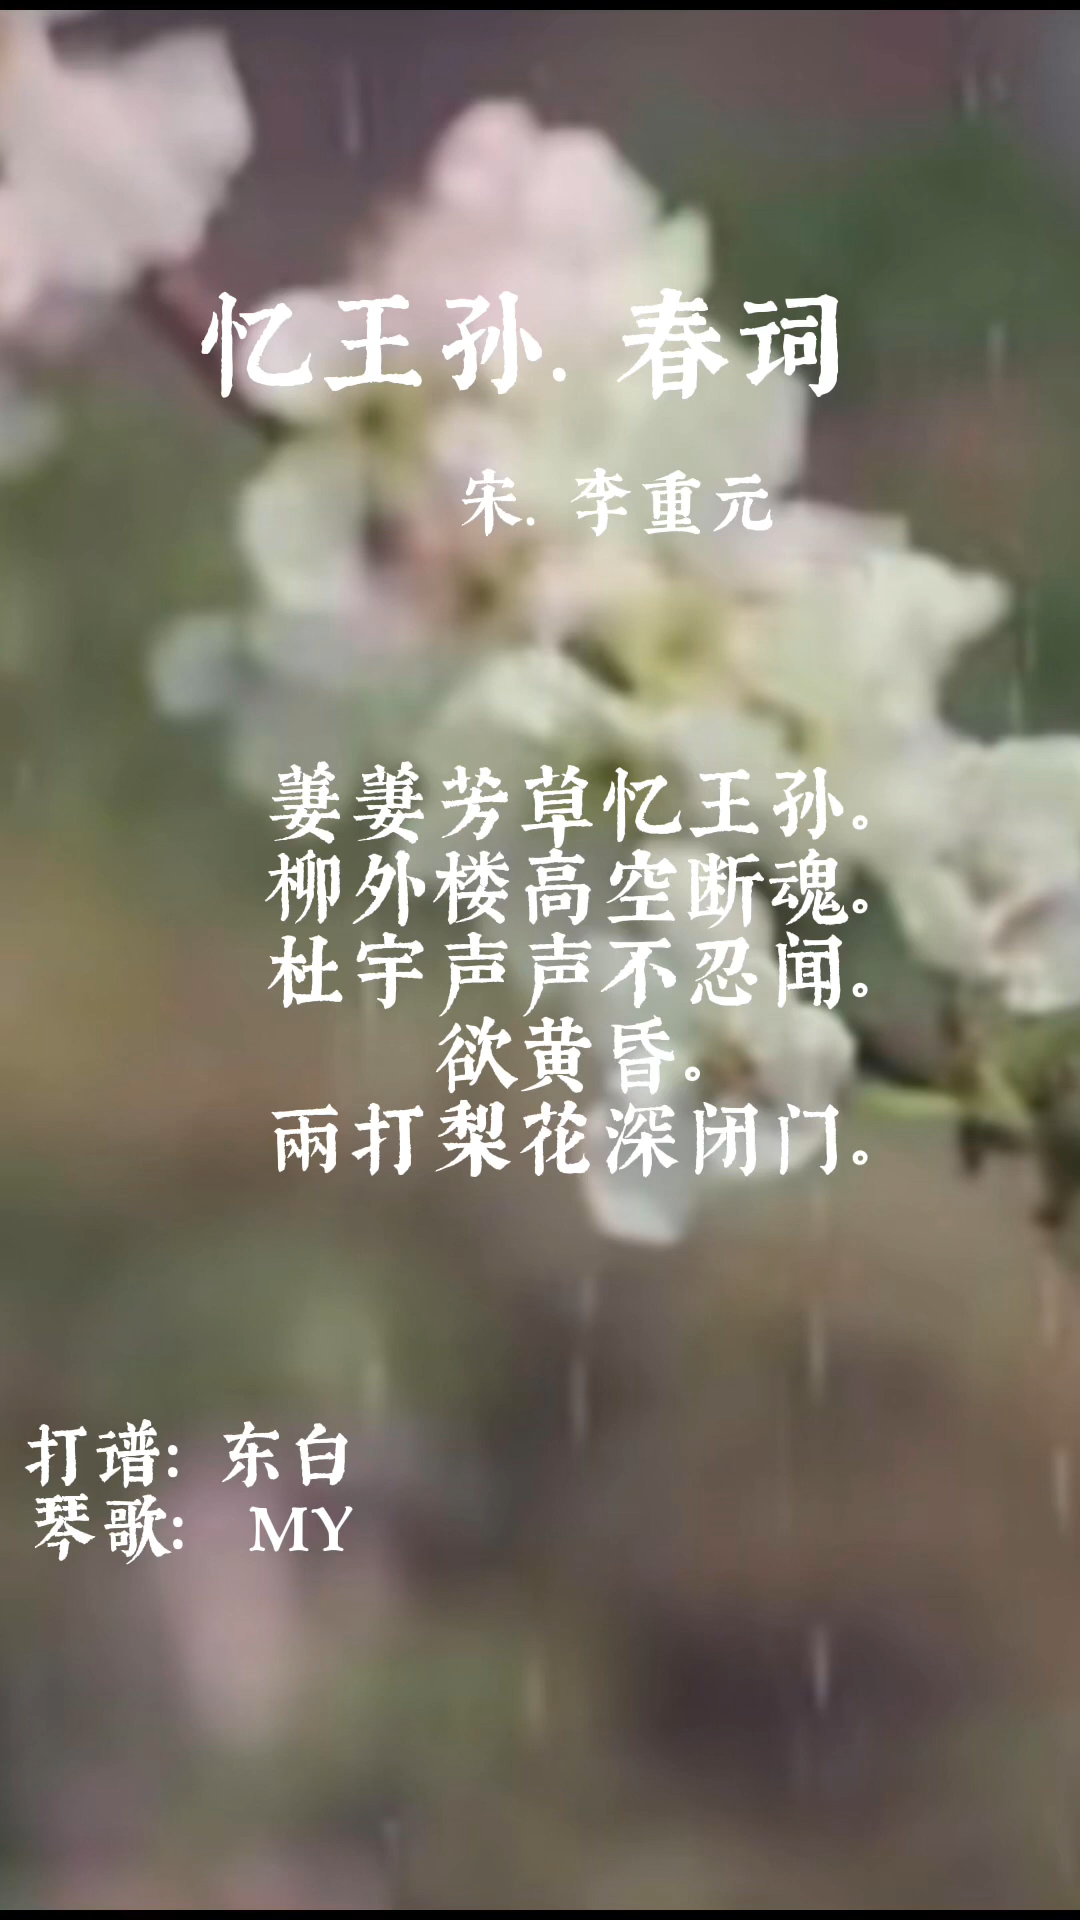 忆王孙. 春词
宋. 李重元
萋萋芳草忆王孙。
柳外楼高空断魂。
杜宇声声不忍闻。
欲黄昏。
雨打梨花深闭门。
打谱: 东白
琴歌: MY